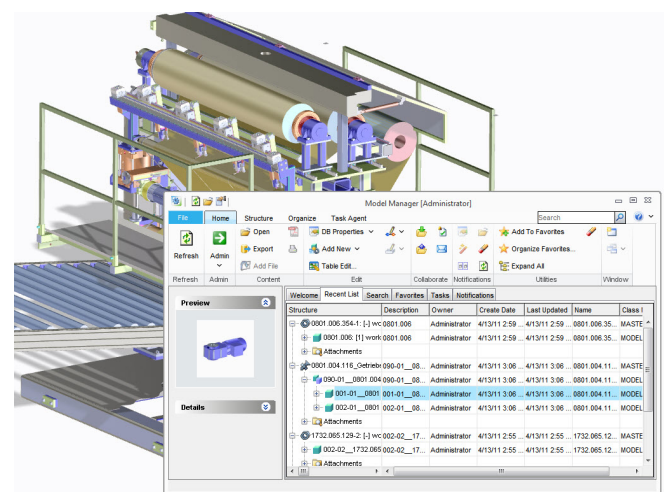 Model Manager [Administrator]
File Home Structure Organize Task Agent Search
Refresh Admin Open DB Properties Add To Favorites
Export Add New Organize Favorites...
Add File Table Edit... Expand All
Refresh Admin Content Edit Collaborate Notifications Utilities Window
Preview
Details
Welcome Recent List Search Favorites Tasks Notifications
Structure Description Owner Create Date Last Updated Name Class
0801.006.354-1: [-] wc 0801.006 Administrator 4/13/11 2:59 ... 4/13/11 2:59 ... 0801.006.35... MASTE
0801.006: [1] work 0801.006 Administrator 4/13/11 2:59 ... 4/13/11 2:59 ... 0801.006.35... MODEL
Attachments
0801.004.116_Getriebe 090-01__08... Administrator 4/13/11 3:06 ... 4/13/11 3:06 ... 0801.004.11... MASTE
090-01__0801.004 090-01__08... Administrator 4/13/11 3:06 ... 4/13/11 3:06 ... 0801.004.11... MODEL
001-01__0801 001-01__08... Administrator 4/13/11 3:06 ... 4/13/11 3:06 ... 0801.004.11... MODEL
002-01__0801 002-01__08... Administrator 4/13/11 3:06 ... 4/13/11 3:06 ... 0801.004.11... MODEL
1732.065.129-2: [-] wc 002-02__17... Administrator 4/13/11 2:55 ... 4/13/11 2:55 ... 1732.065.12... MASTE
002-02__1732.065 002-02__17... Administrator 4/13/11 2:55 ... 4/13/11 2:55 ... 1732.065.12... MODEL
Attachments